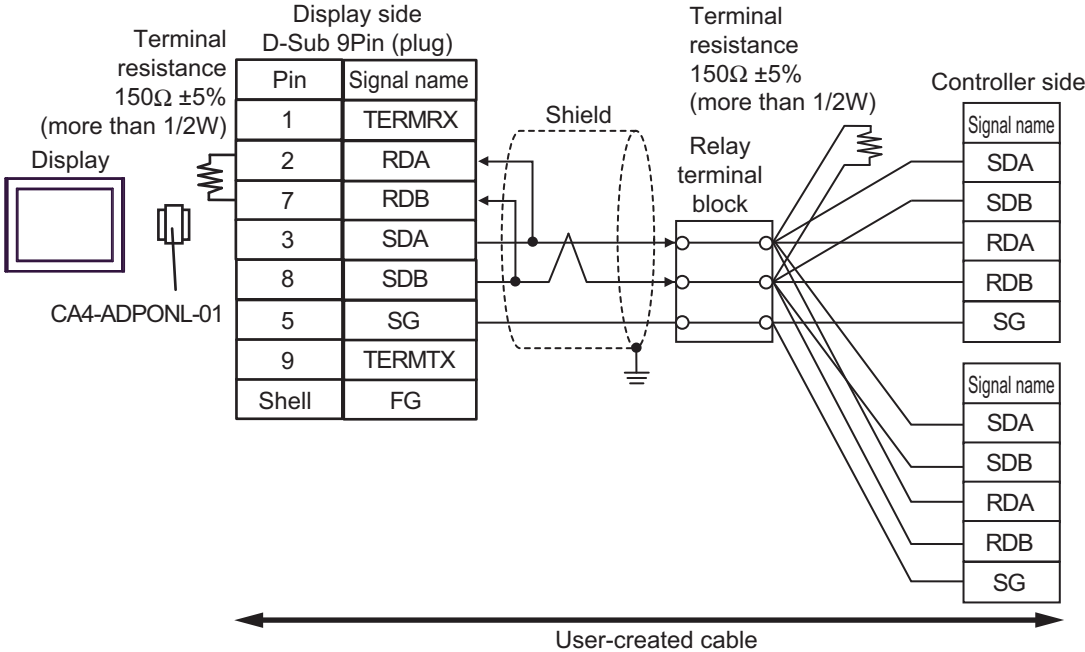 Display side
D-Sub 9Pin (plug)
Terminal
resistance
150Ω ±5%
(more than 1/2W)
Display
CA4-ADPONL-01
Pin Signal name
1 TERMRX
2 RDA
7 RDB
3 SDA
8 SDB
5 SG
9 TERMTX
Shell FG
Shield
Terminal
resistance
150Ω ±5%
(more than 1/2W)
Relay
terminal
block
Controller side
Signal name
SDA
SDB
RDA
RDB
SG
Signal name
SDA
SDB
RDA
RDB
SG
User-created cable